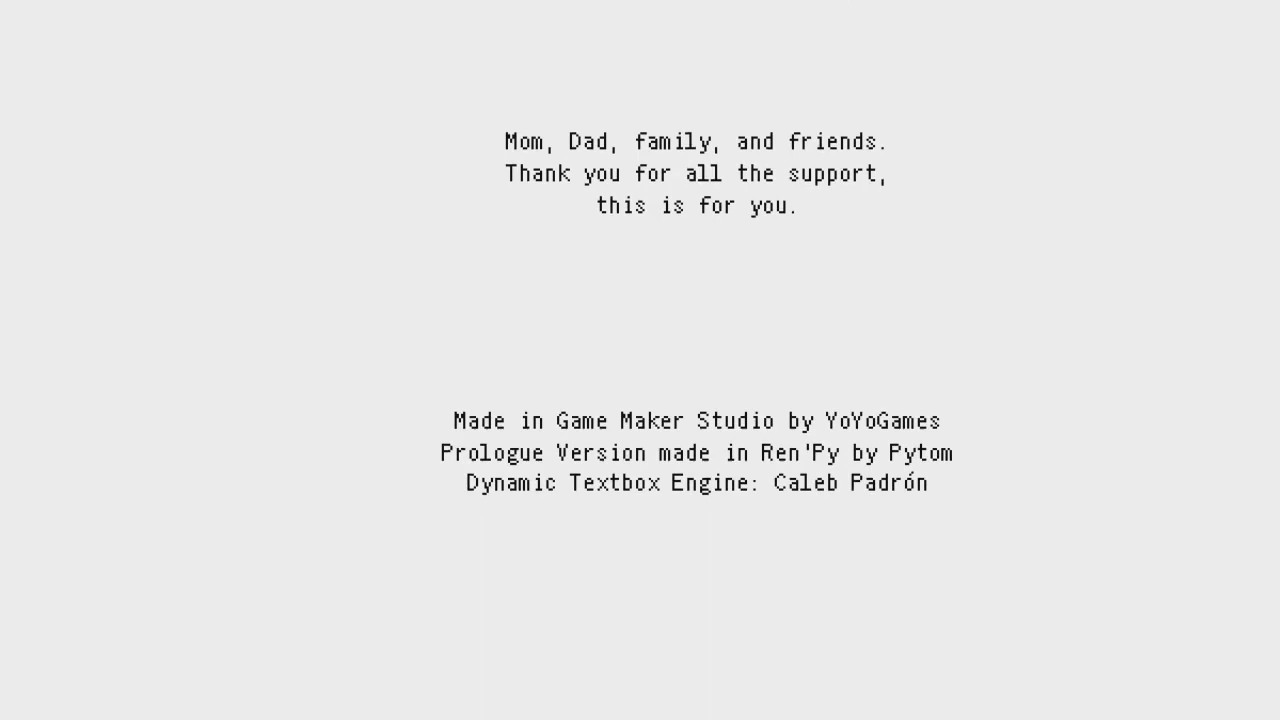 Mom, Dad, family, and friends.
Thank you for all the support,
this is for you.
Made in Game Maker Studio by YoYoGames
Prologue Version made in Ren'Py by Pytom
Dynamic Textbox Engine: Caleb Padrón